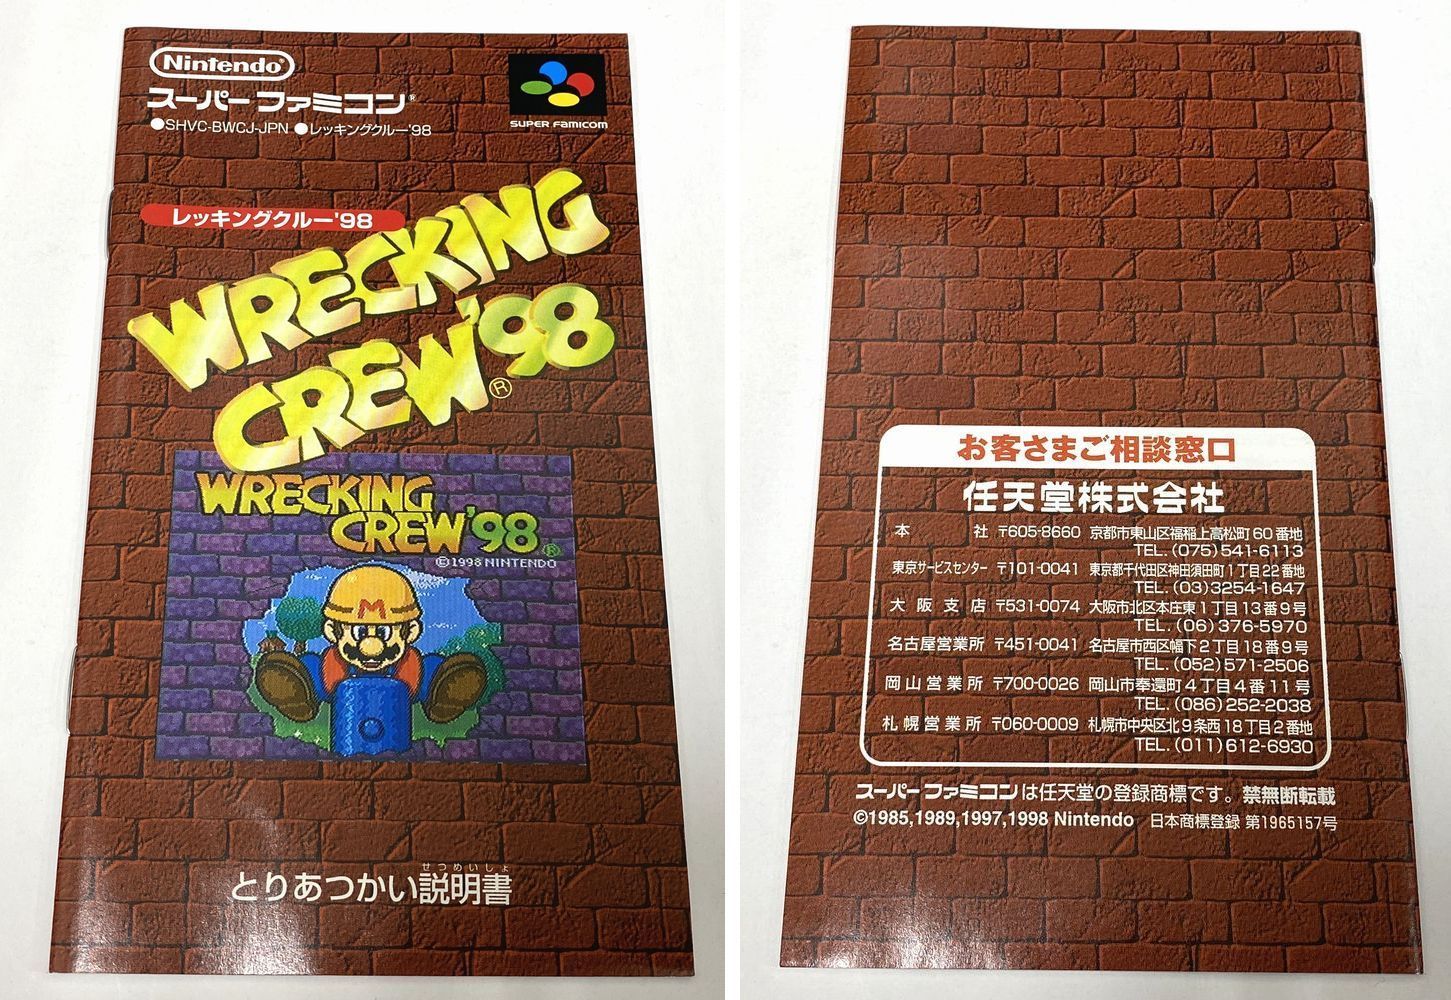 Nintendo®
スーパーファミコン®
●SHVC-BWCJ-JPN ●レッキングクルー'98
SUPER FAMICOM
レッキングクルー'98
WRECKING
CREW'98®
WRECKING
CREW'98®
©1998 NINTENDO
M
せつめいしょ
とりあつかい説明書
お客さまご相談窓口
任天堂株式会社
本社 〒605-8660 京都市東山区福稲上高松町60番地
TEL.(075)541-6113
東京サービスセンター 〒101-0041 東京都千代田区神田須田町1丁目22番地
TEL.(03)3254-1647
大阪支店 〒531-0074 大阪市北区本庄東1丁目13番9号
TEL.(06)376-5970
名古屋営業所 〒451-0041 名古屋市西区幅下2丁目18番9号
TEL.(052)571-2506
岡山営業所 〒700-0026 岡山市奉還町4丁目4番11号
TEL.(086)252-2038
札幌営業所 〒060-0009 札幌市中央区北9条西18丁目2番地
TEL.(011)612-6930
スーパーファミコンは任天堂の登録商標です。禁無断転載
©1985,1989,1997,1998 Nintendo 日本商標登録 第1965157号